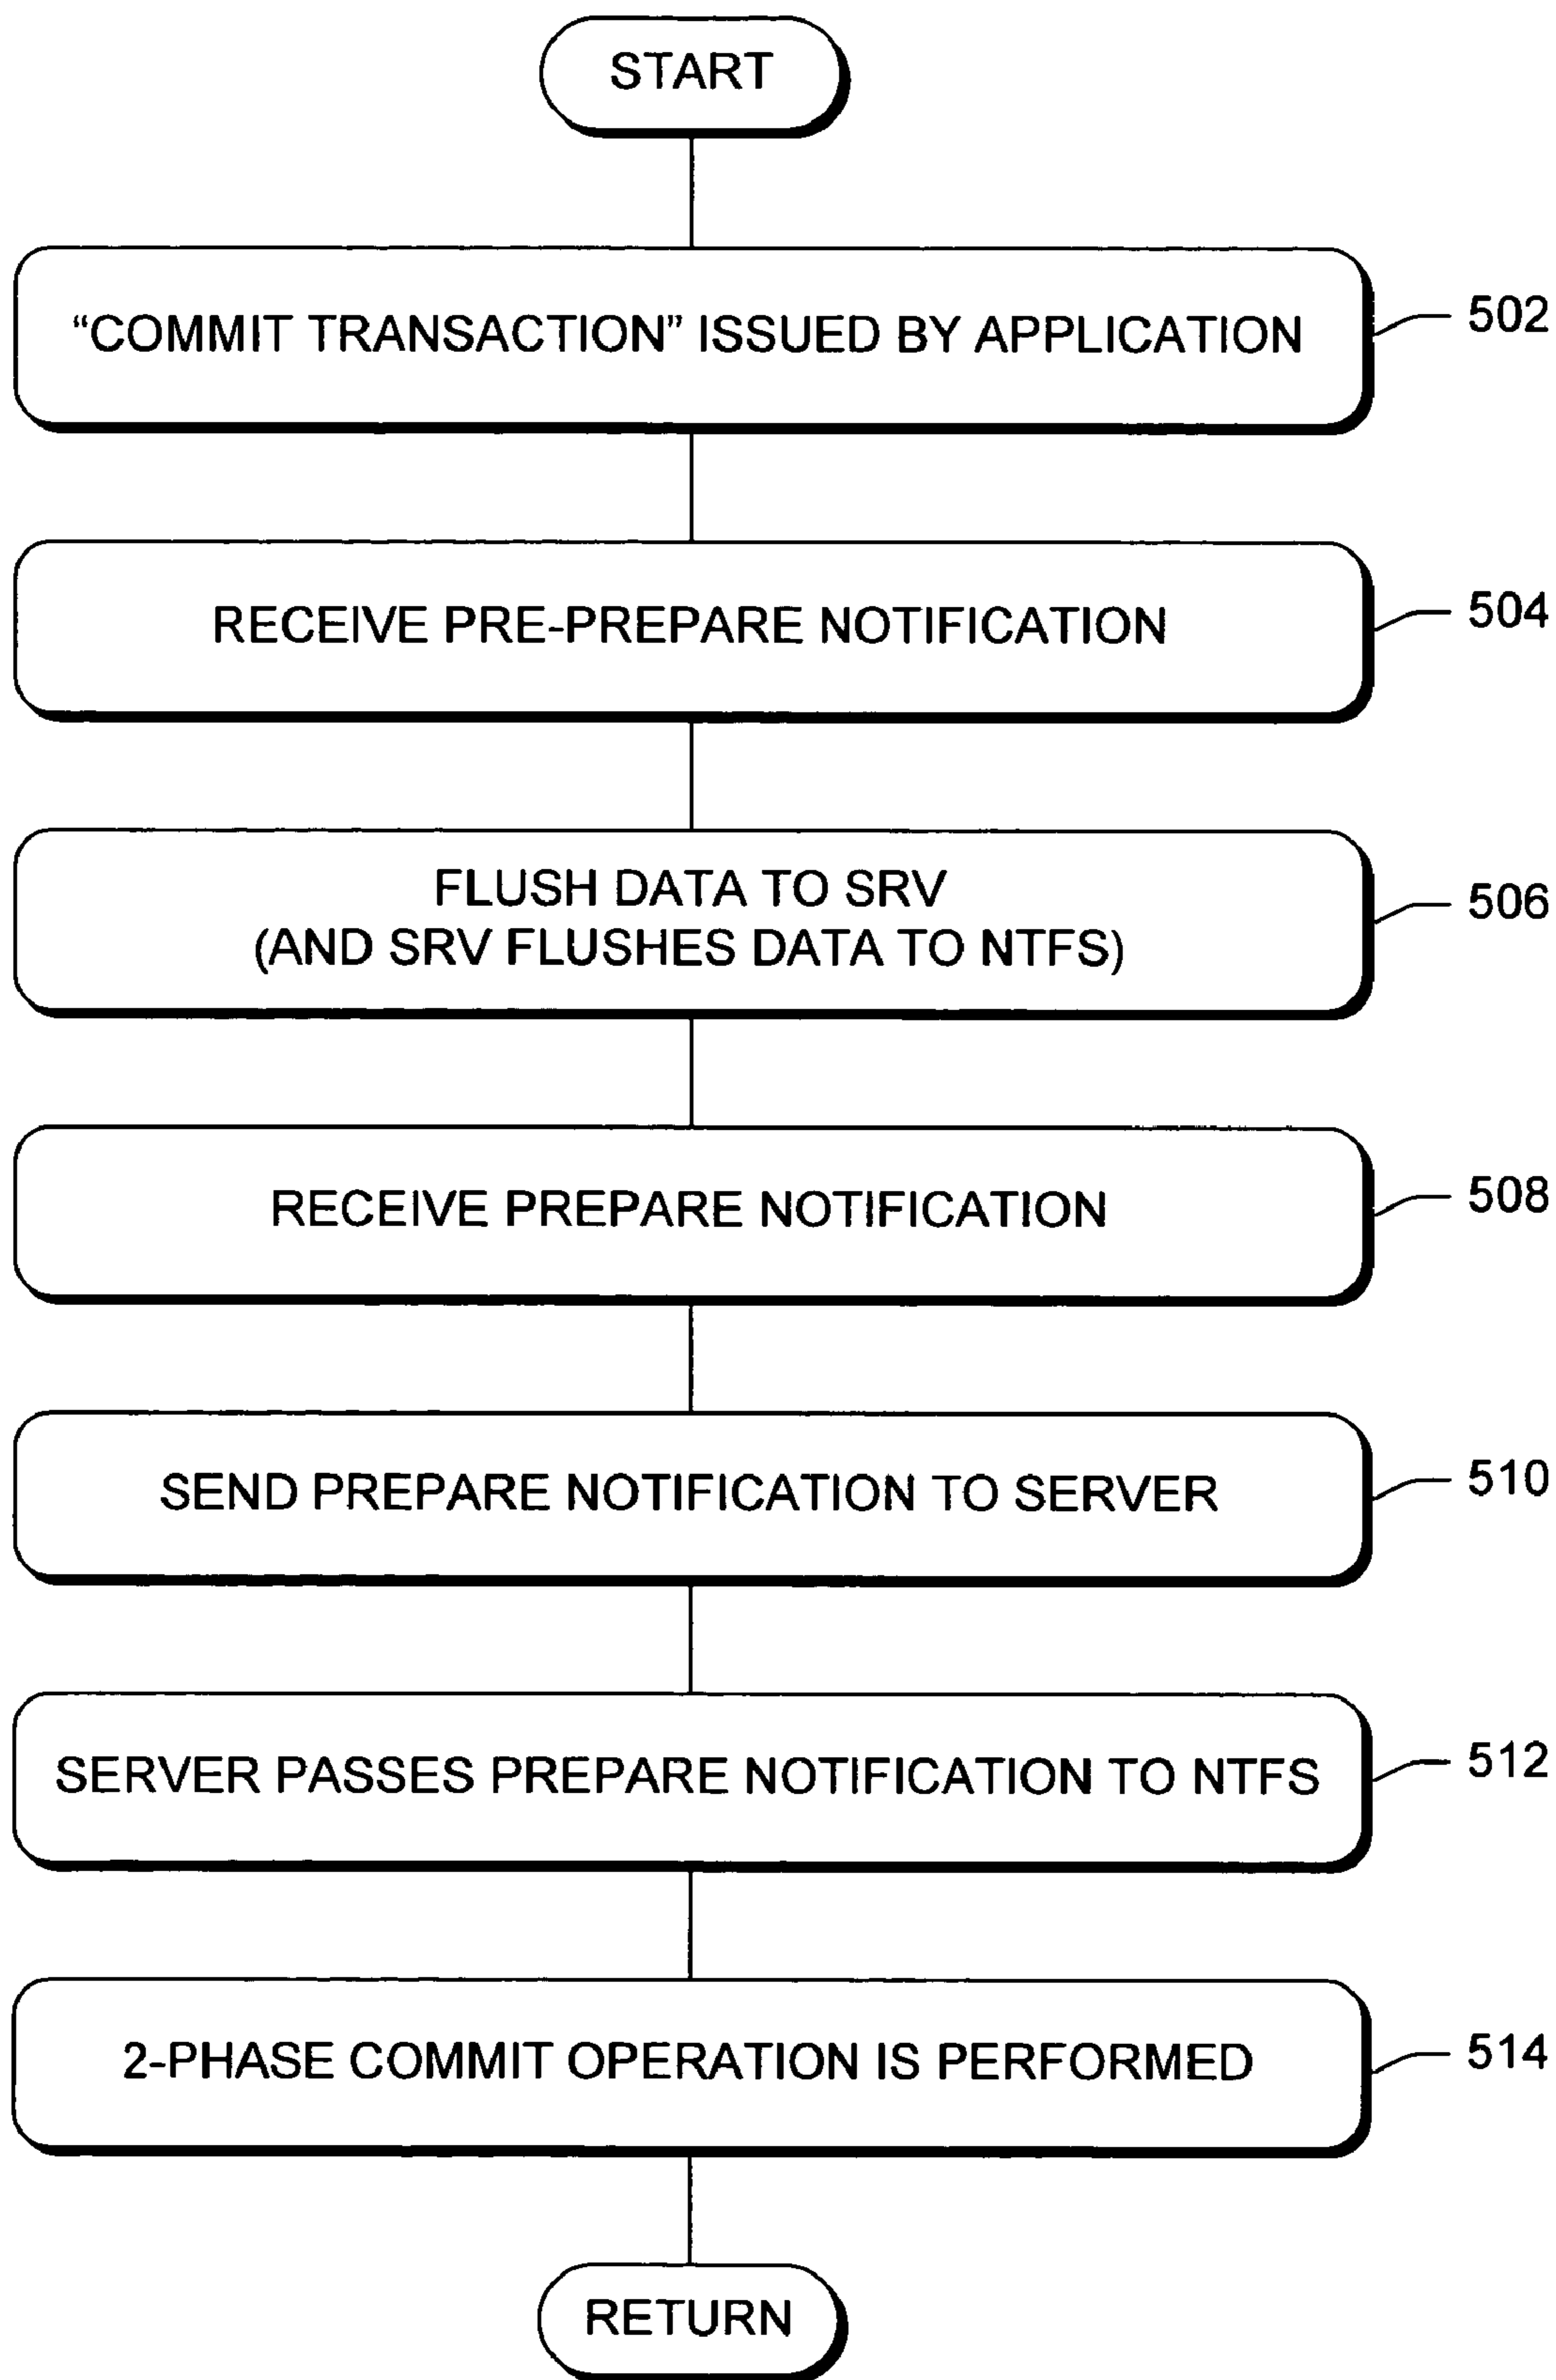 START
“COMMIT TRANSACTION” ISSUED BY APPLICATION
502
RECEIVE PRE-PREPARE NOTIFICATION
504
FLUSH DATA TO SRV
(AND SRV FLUSHES DATA TO NTFS)
506
RECEIVE PREPARE NOTIFICATION
508
SEND PREPARE NOTIFICATION TO SERVER
510
SERVER PASSES PREPARE NOTIFICATION TO NTFS
512
2-PHASE COMMIT OPERATION IS PERFORMED
514
RETURN